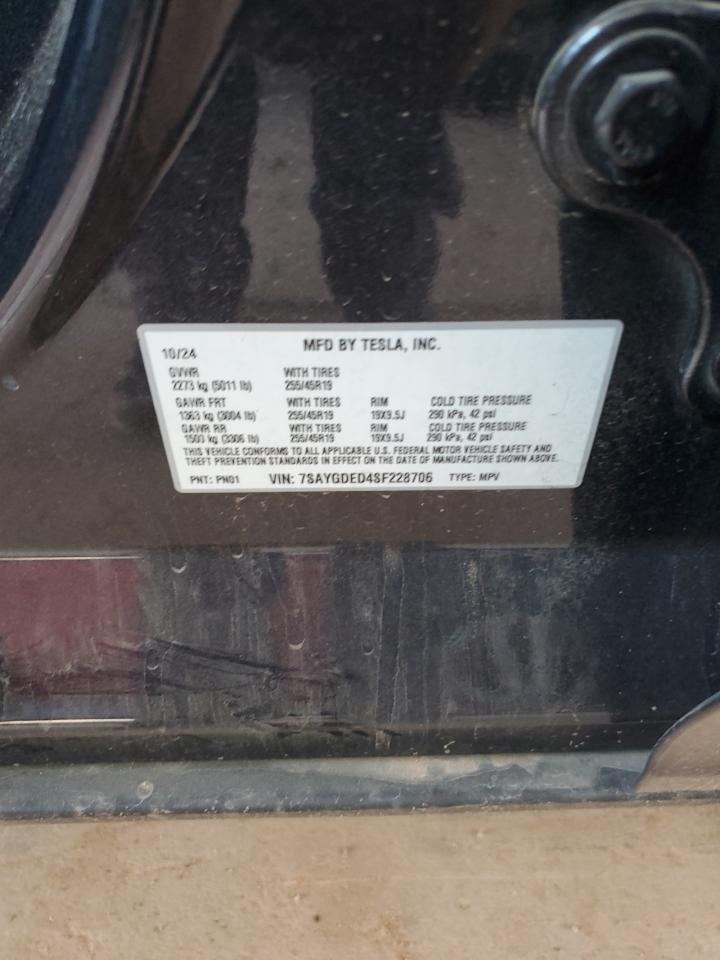 MFD BY TESLA, INC.
10/24
GVWR WITH TIRES
2273 kg (5011 lb) 255/45R19
GAWR FRT WITH TIRES RIM COLD TIRE PRESSURE
1363 kg (3004 lb) 255/45R19 19X9.5J 290 kPa, 42 psi
GAWR RR WITH TIRES RIM COLD TIRE PRESSURE
1500 kg (3306 lb) 255/45R19 19X9.5J 290 kPa, 42 psi
THIS VEHICLE CONFORMS TO ALL APPLICABLE U.S. FEDERAL MOTOR VEHICLE SAFETY AND
THEFT PREVENTION STANDARDS IN EFFECT ON THE DATE OF MANUFACTURE SHOWN ABOVE.
PNT: PN01 VIN: 7SAYGDED4SF228706 TYPE: MPV